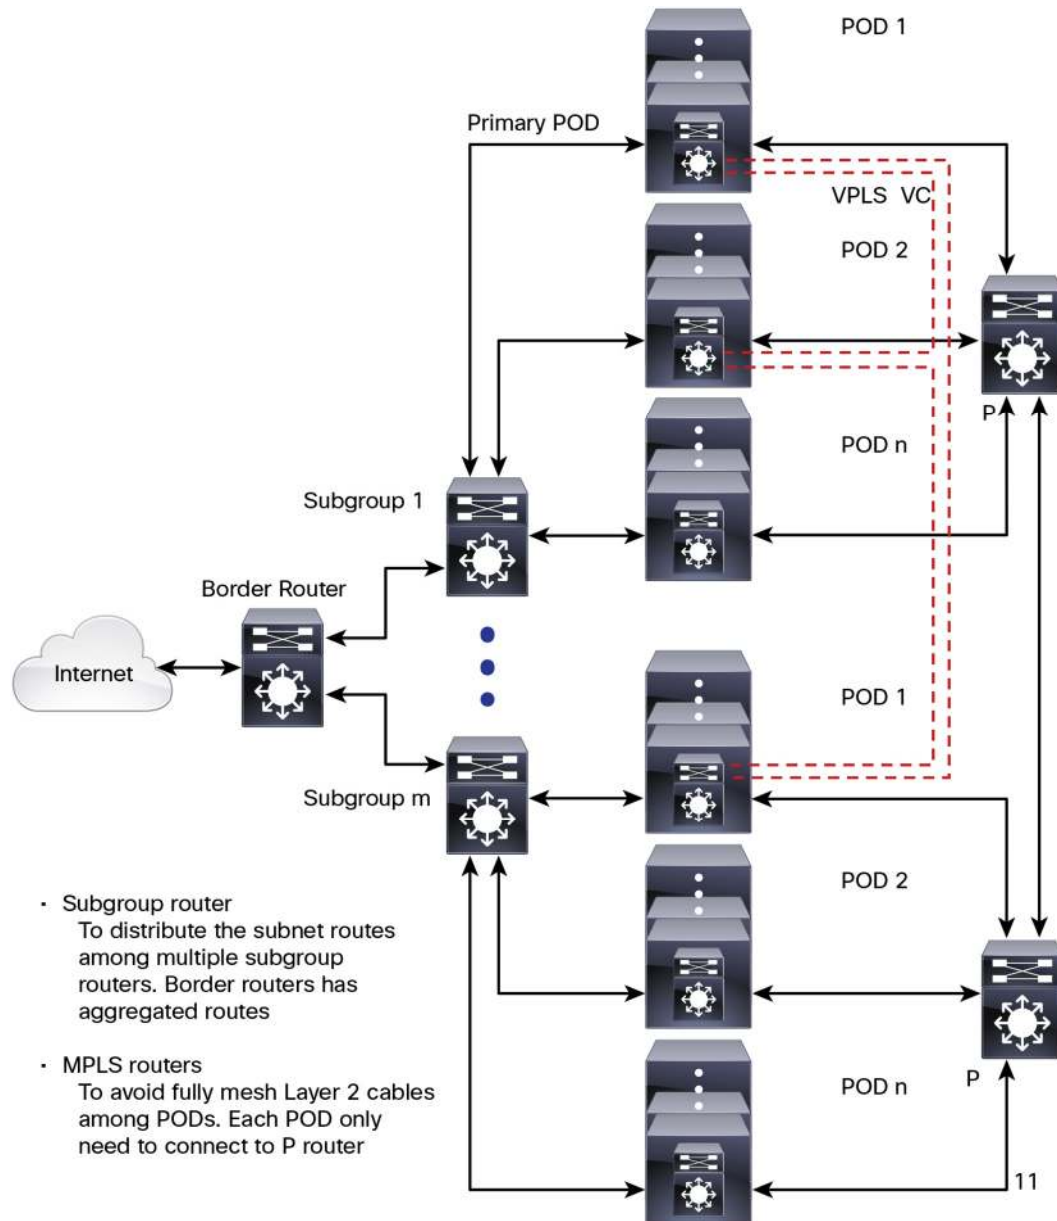 POD 1
Primary POD
VPLS VC
POD 2
P
POD n
Subgroup 1
Border Router
Internet
POD 1
Subgroup m
POD 2
· Subgroup router
To distribute the subnet routes
among multiple subgroup
routers. Border routers has
aggregated routes
· MPLS routers
To avoid fully mesh Layer 2 cables
among PODs. Each POD only
need to connect to P router
P
POD n
11